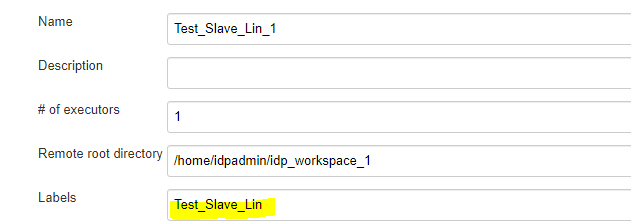 Name Test_Slave_Lin_1
Description
# of executors 1
Remote root directory /home/idpadmin/idp_workspace_1
Labels Test_Slave_Lin